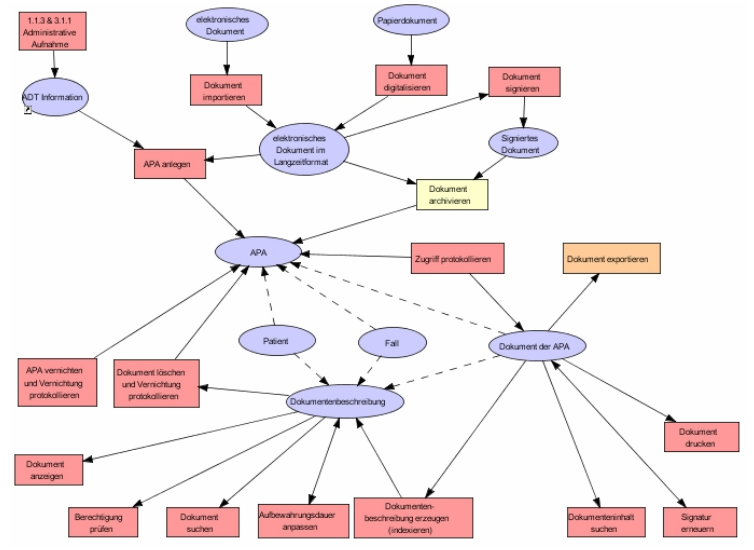 1.1.3 & 3.1.1
Administrative
Aufnahme
elektronisches
Dokument
Papierdokument
ADT Information
Dokument
importieren
Dokument
digitalisieren
Dokument
signieren
elektronisches
Dokument im
Langzeitformat
Signiertes
Dokument
APA anlegen
Dokument
archivieren
APA
Zugriff protokollieren
Dokument exportieren
Patient
Fall
Dokument der APA
APA vernichten
und Vernichtung
protokollieren
Dokument löschen
und Vernichtung
protokollieren
Dokumentenbeschreibung
Dokument
drucken
Dokument
anzeigen
Berechtigung
prüfen
Dokument
suchen
Aufbewahrungsdauer
anpassen
Dokumenten-
beschreibung erzeugen
(indexieren)
Dokumenteninhalt
suchen
Signatur
erneuern